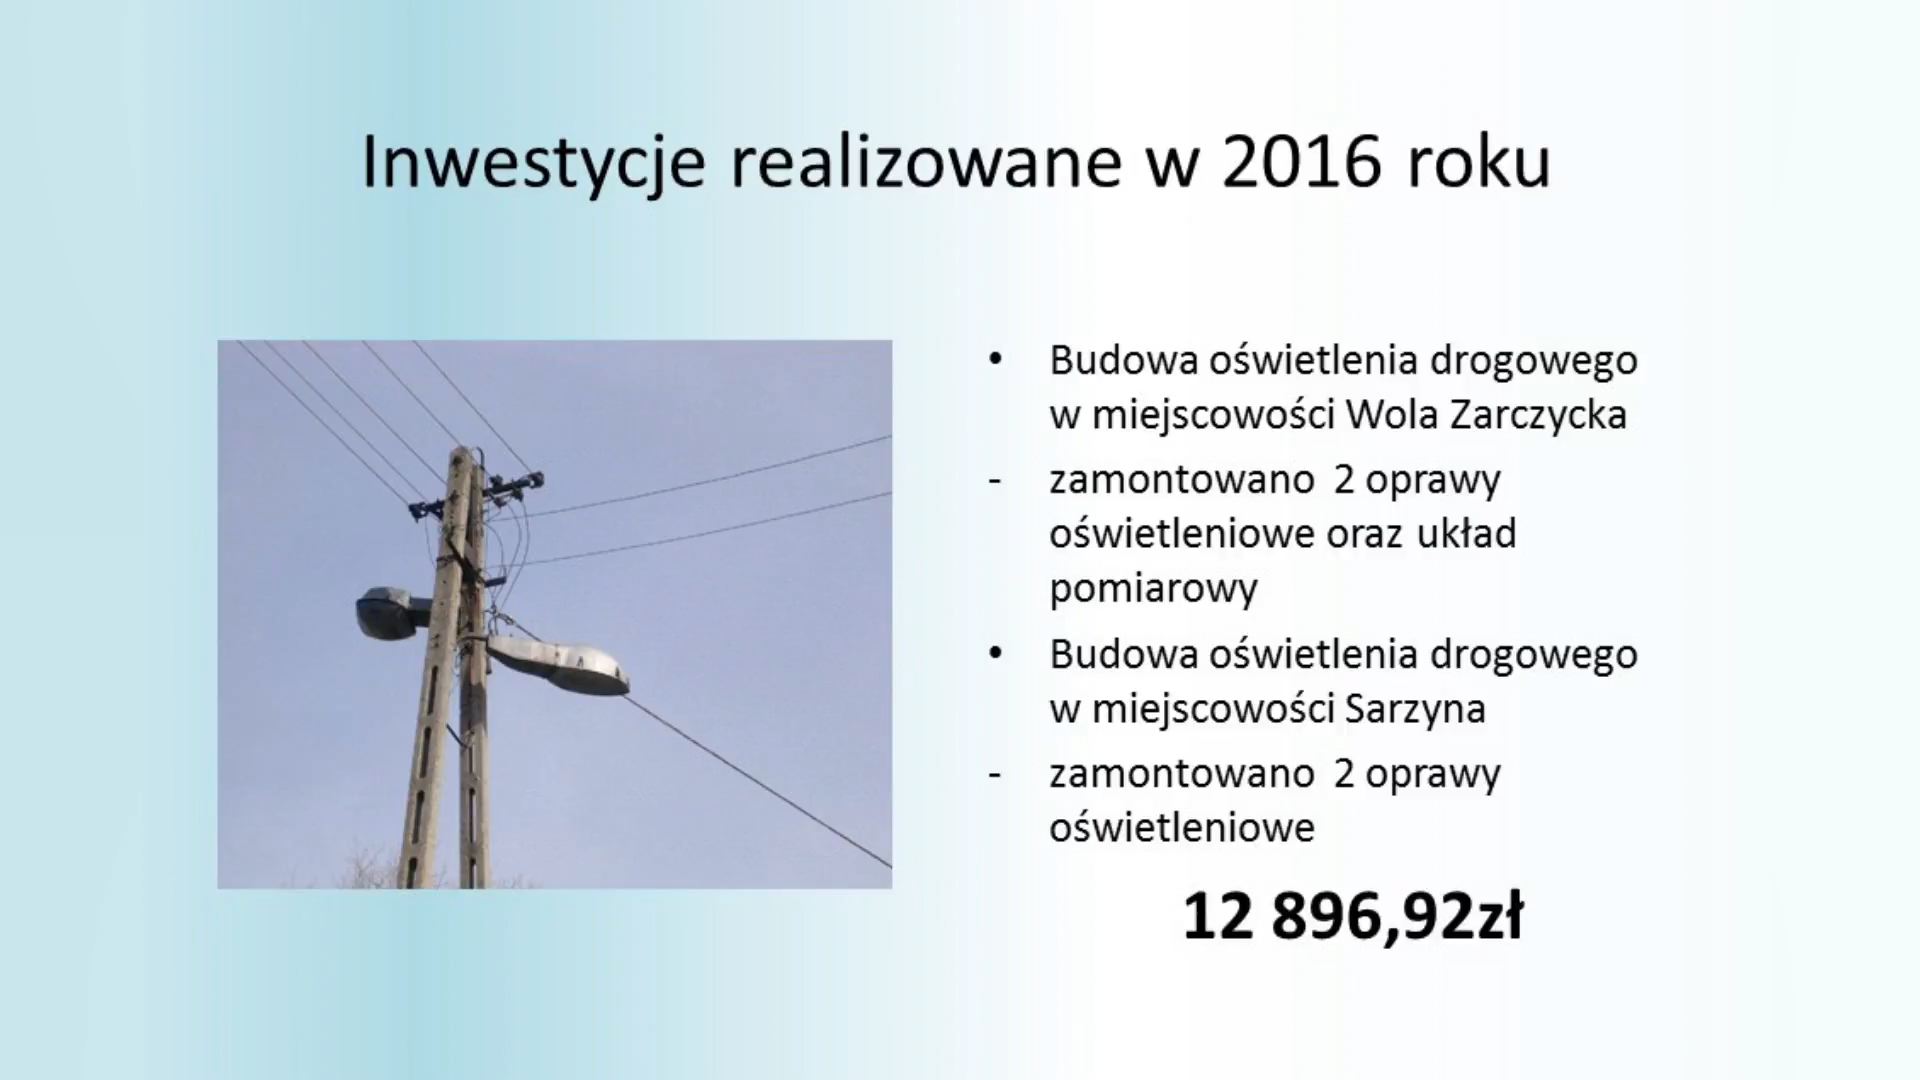 Inwestycje realizowane w 2016 roku
• Budowa oświetlenia drogowego
w miejscowości Wola Zarczycka
- zamontowano 2 oprawy
oświetleniowe oraz układ
pomiarowy
• Budowa oświetlenia drogowego
w miejscowości Sarzyna
- zamontowano 2 oprawy
oświetleniowe
12 896,92zł